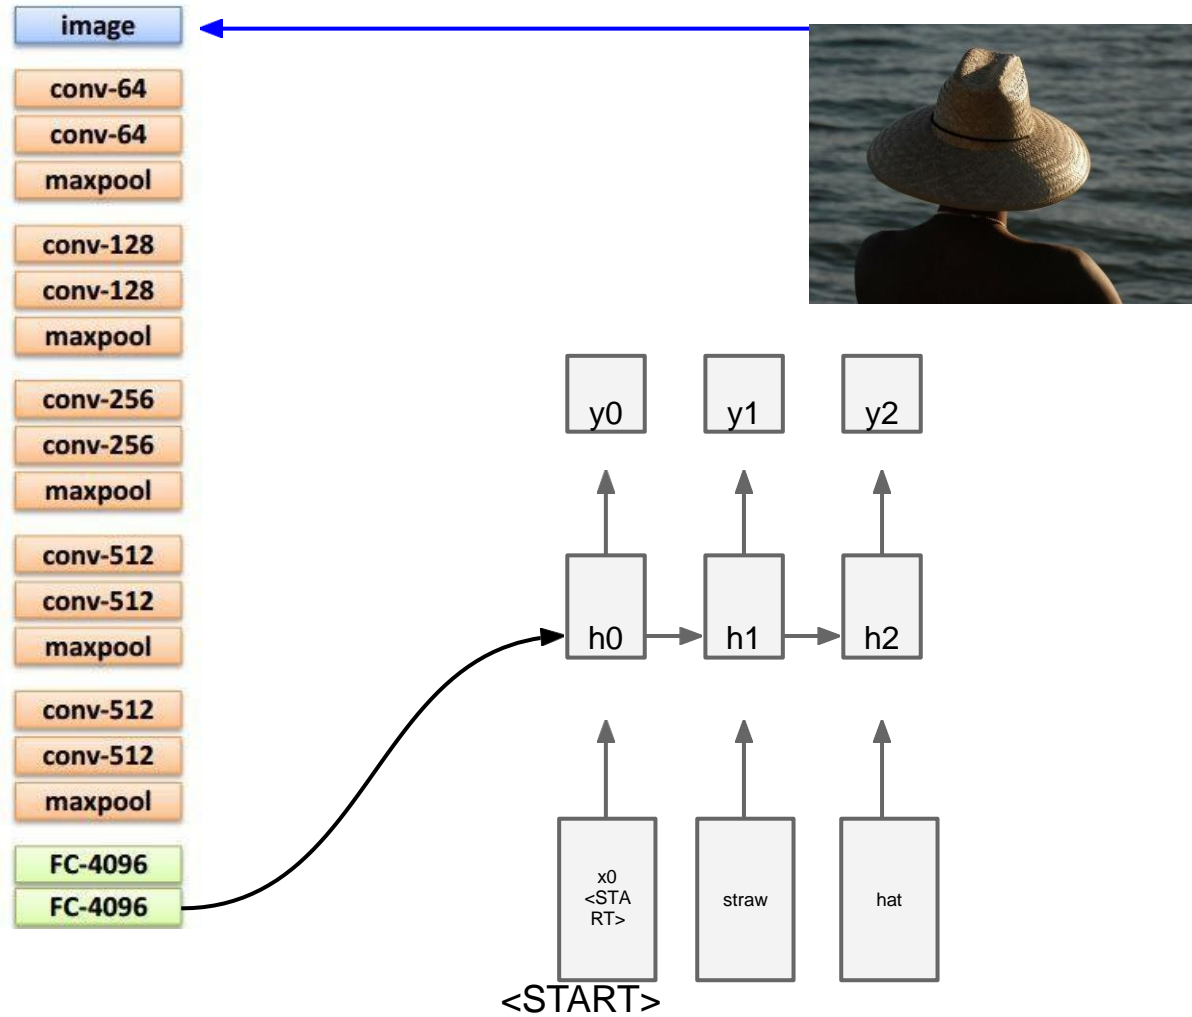 image
conv-64
conv-64
maxpool
conv-128
conv-128
maxpool
conv-256
conv-256
maxpool
conv-512
conv-512
maxpool
conv-512
conv-512
maxpool
FC-4096
FC-4096
y0
y1
y2
h0
h1
h2
x0
<STA
RT>
straw
hat
<START>